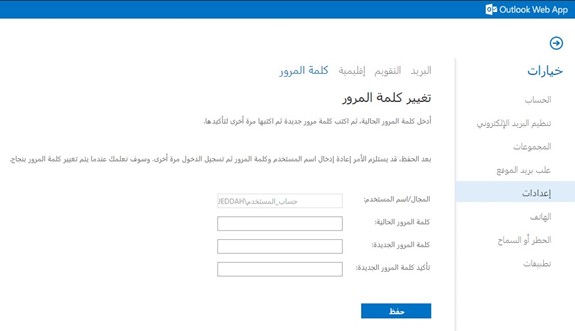 Outlook Web App
خيارات
الحساب
تنظيم البريد الإلكتروني
المجموعات
علب بريد الموقع
إعدادات
الهاتف
الحظر أو السماح
تطبيقات
البريد التقويم إقليمية كلمة المرور
تغيير كلمة المرور
أدخل كلمة المرور الحالية، ثم اكتب كلمة مرور جديدة ثم اكتبها مرة أخرى لتأكيدها.
بعد الحفظ، قد يستلزم الأمر إعادة إدخال اسم المستخدم وكلمة المرور ثم تسجيل الدخول مرة أخرى. وسوف نعلمك عندما يتم تغيير كلمة المرور بنجاح.
المجال/اسم المستخدم: JEDDAH\حساب_المستخدم
كلمة المرور الحالية:
كلمة المرور الجديدة:
تأكيد كلمة المرور الجديدة:
حفظ